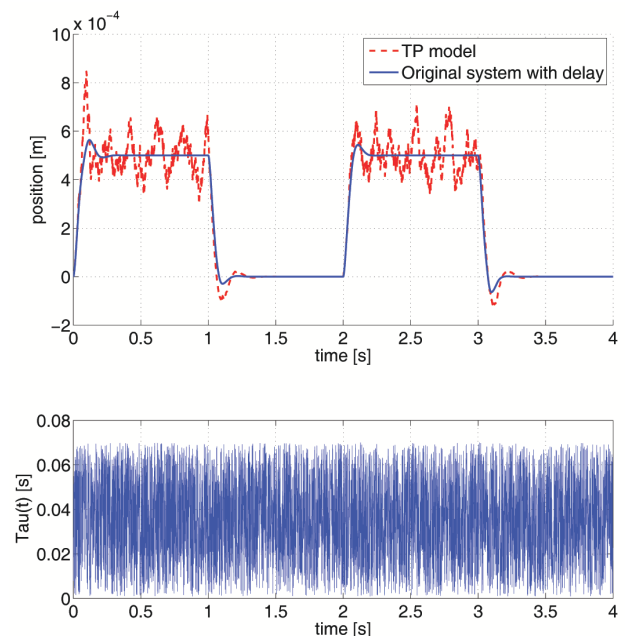 x 10⁻⁴
10
8
6
4
2
0
−2
position [m]
TP model
Original system with delay
0 0.5 1 1.5 2 2.5 3 3.5 4
time [s]
0.08
0.06
0.04
0.02
0
Tau(t) [s]
0 0.5 1 1.5 2 2.5 3 3.5 4
time [s]